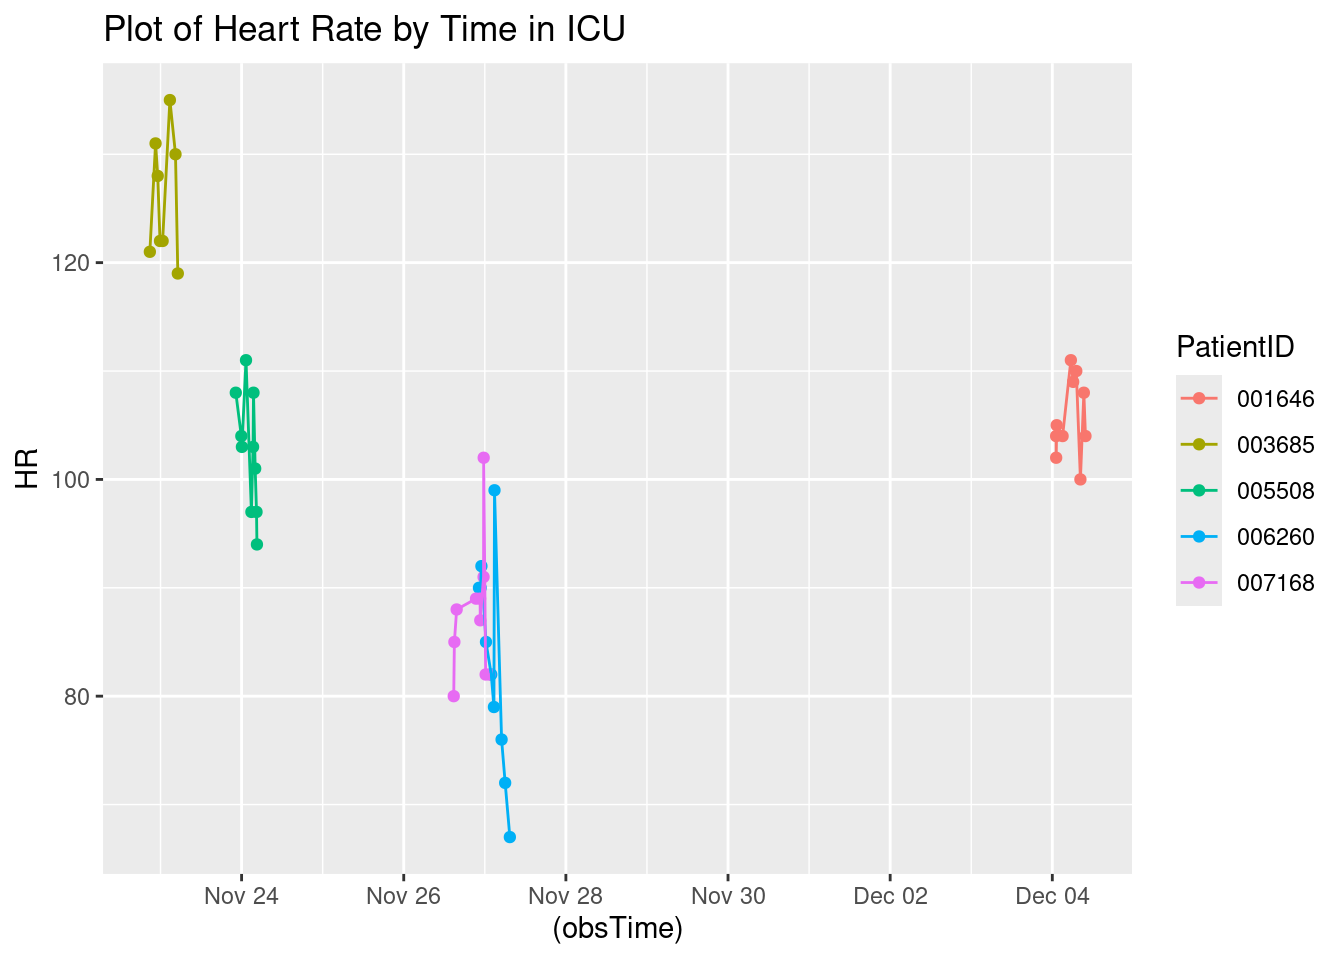 Plot of Heart Rate by Time in ICU
HR
120
100
80
Nov 24 Nov 26 Nov 28 Nov 30 Dec 02 Dec 04
(obsTime)
PatientID
001646
003685
005508
006260
007168